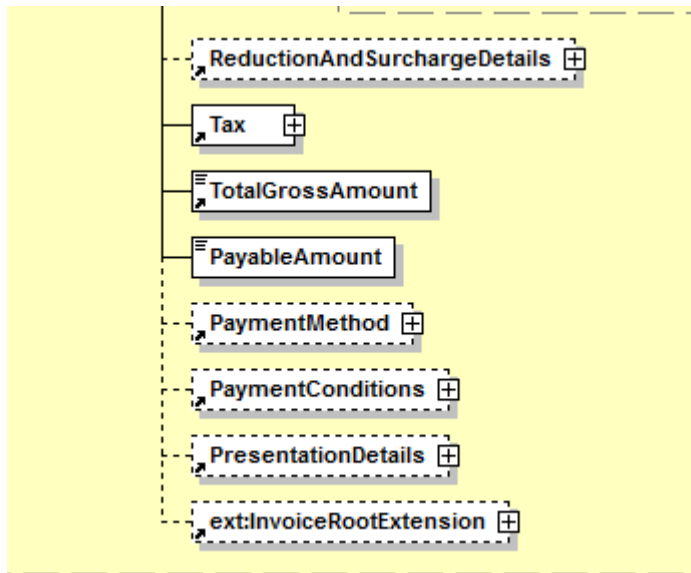 ReductionAndSurchargeDetails
Tax
TotalGrossAmount
PayableAmount
PaymentMethod
PaymentConditions
PresentationDetails
ext:InvoiceRootExtension